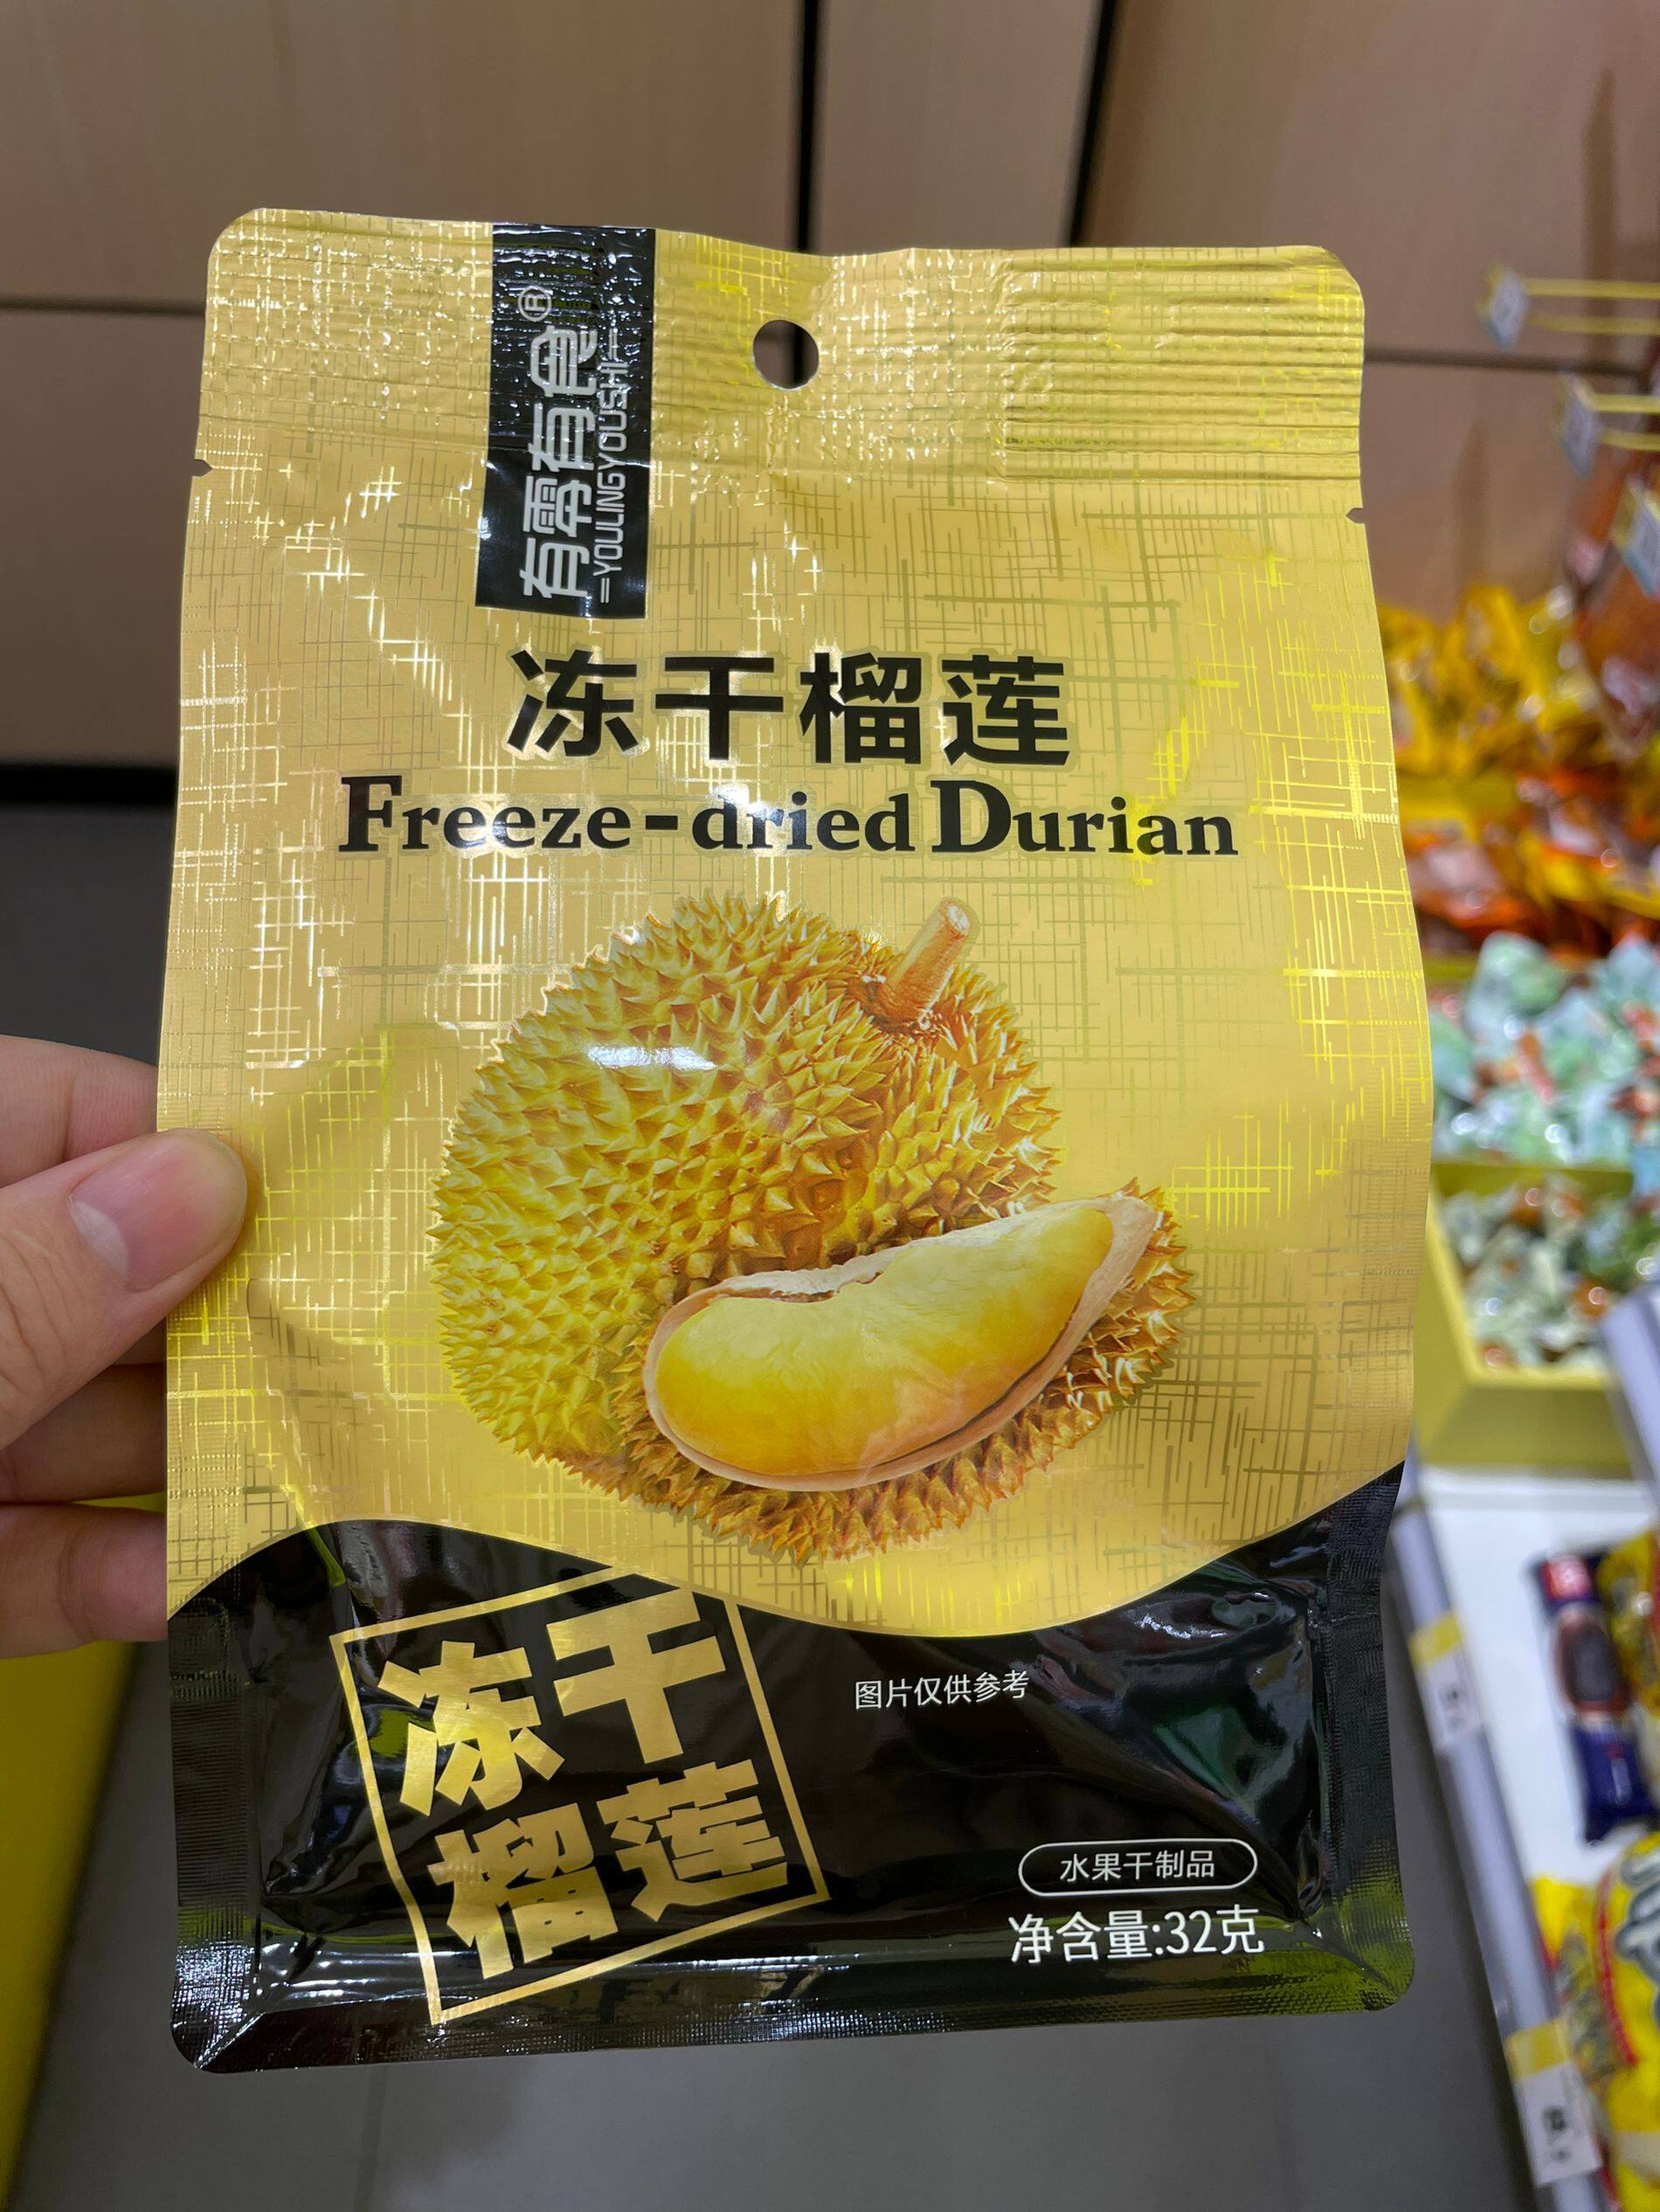 有零有食®
=YOULINGYOUSHI=
冻干榴莲
Freeze-dried Durian
冻干
榴莲
图片仅供参考
水果干制品
净含量:32克